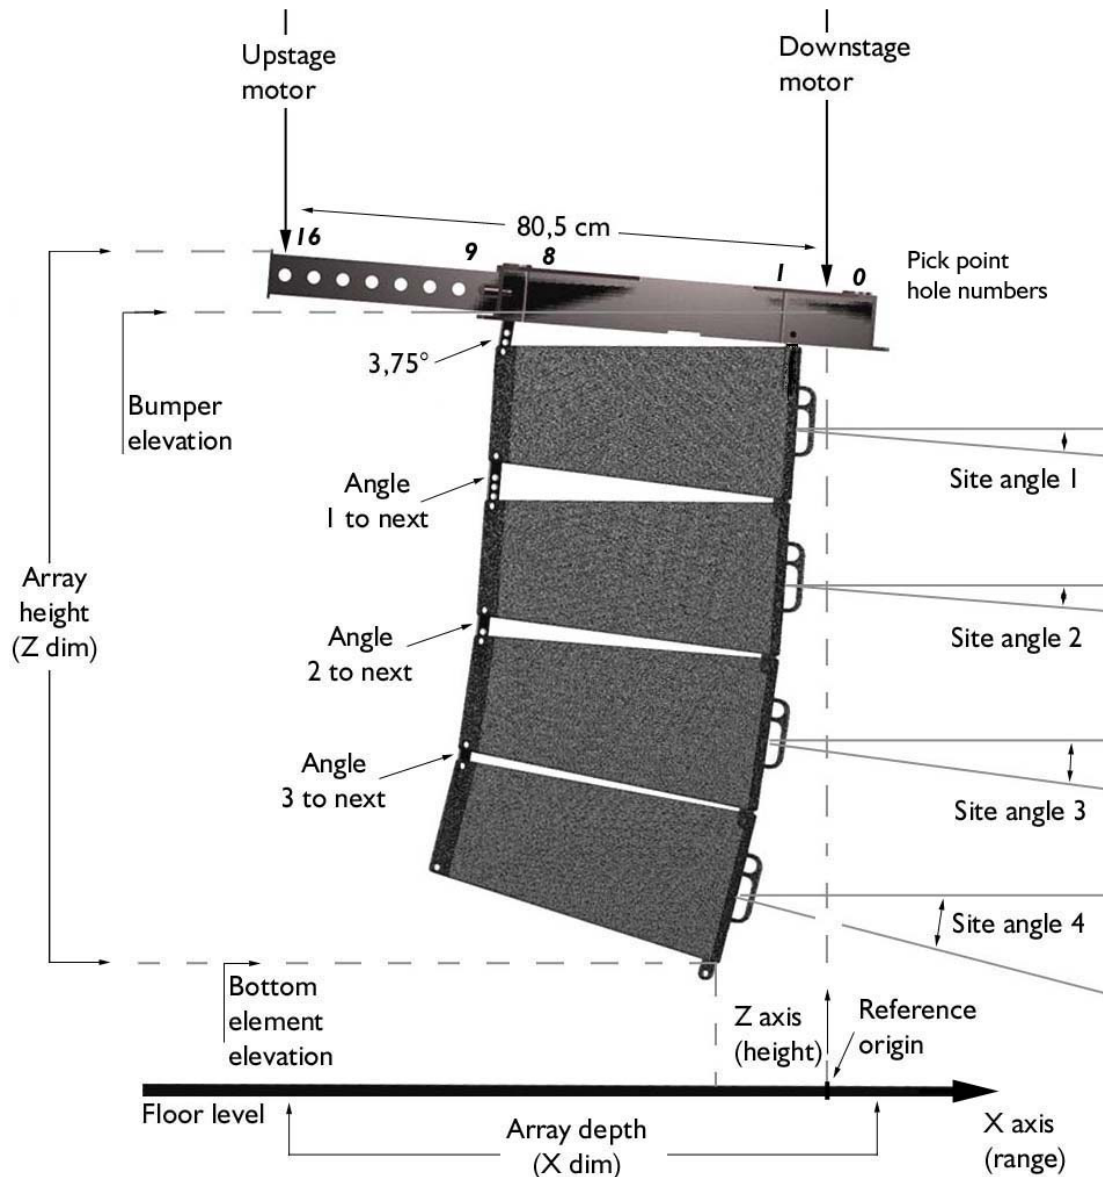 Upstage
motor
Downstage
motor
80,5 cm
16
9
8
1
0
Pick point
hole numbers
3,75°
Bumper
elevation
Site angle 1
Angle
1 to next
Array
height
(Z dim)
Site angle 2
Angle
2 to next
Angle
3 to next
Site angle 3
Site angle 4
Bottom
element
elevation
Z axis
(height)
Reference
origin
Floor level
Array depth
(X dim)
X axis
(range)